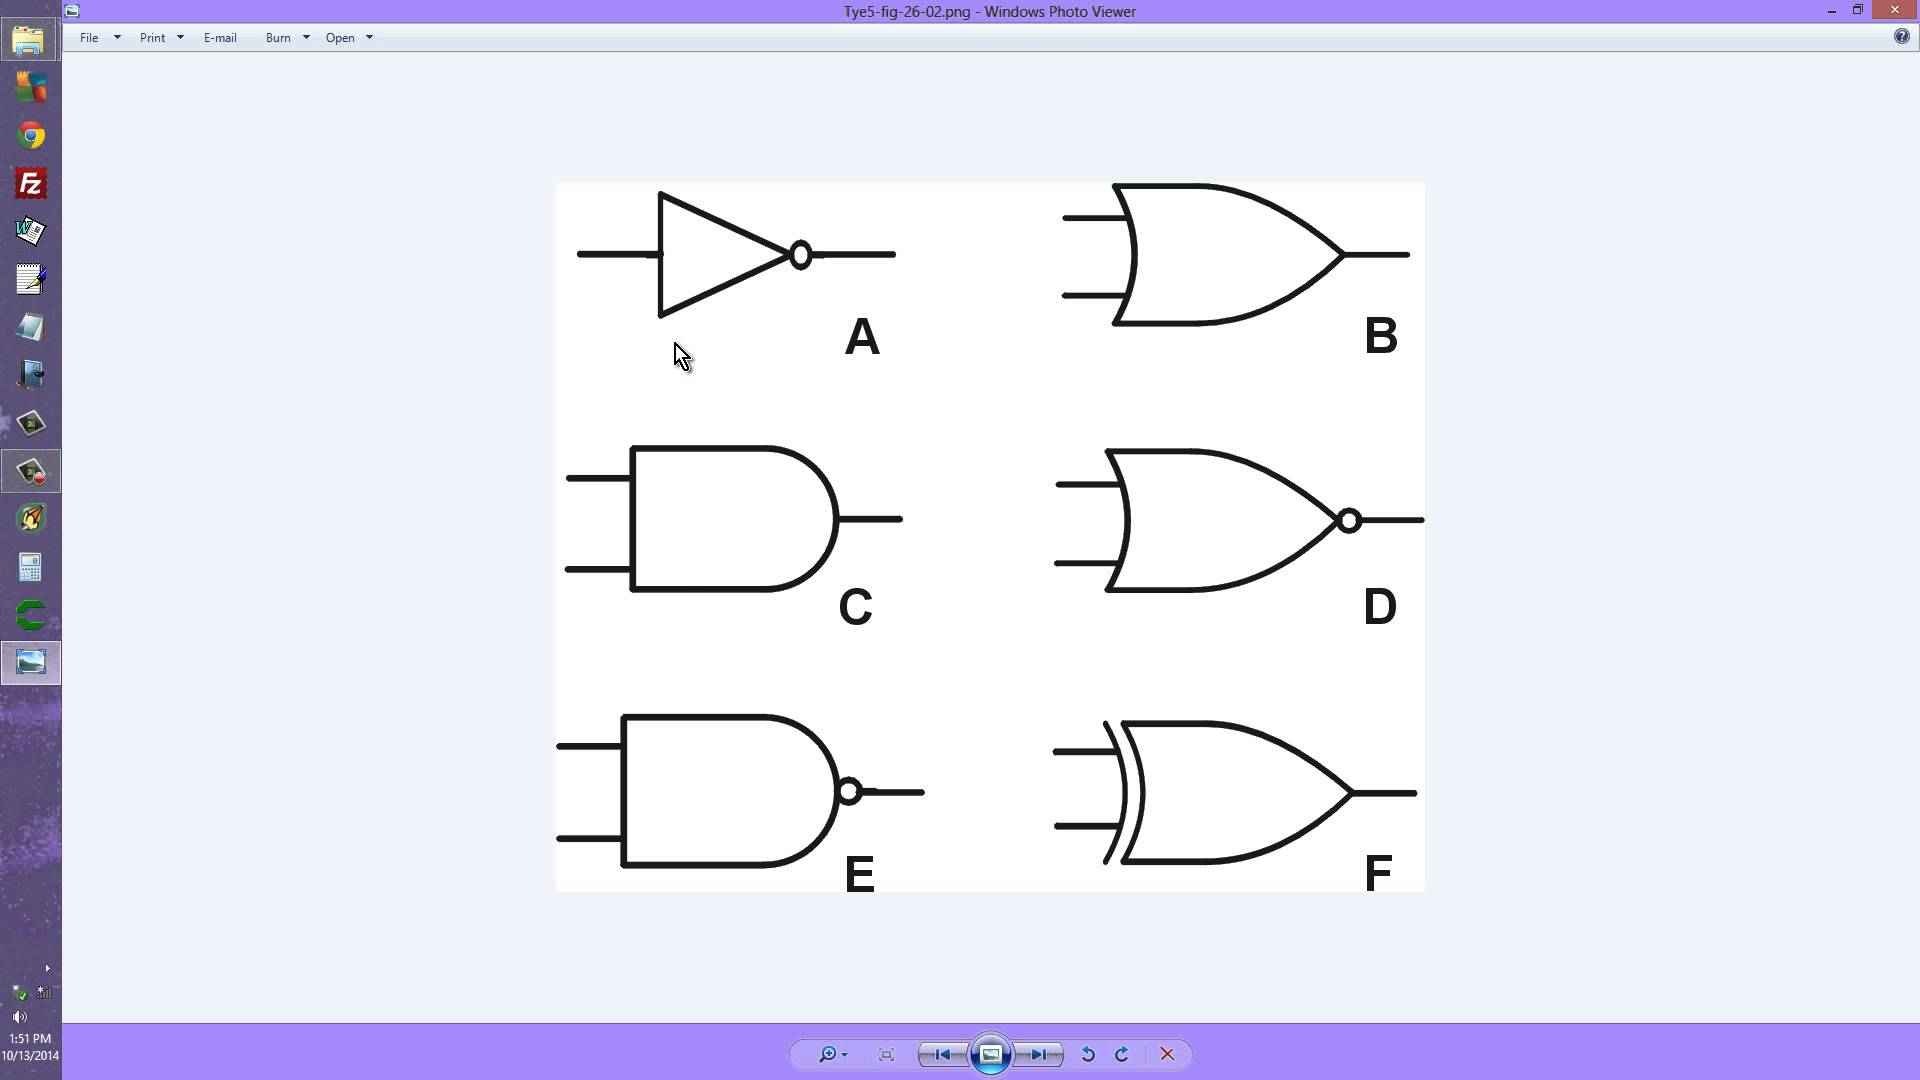 Tye5-fig-26-02.png - Windows Photo Viewer
File Print E-mail Burn Open
A
B
C
D
E
F
1:51 PM
10/13/2014